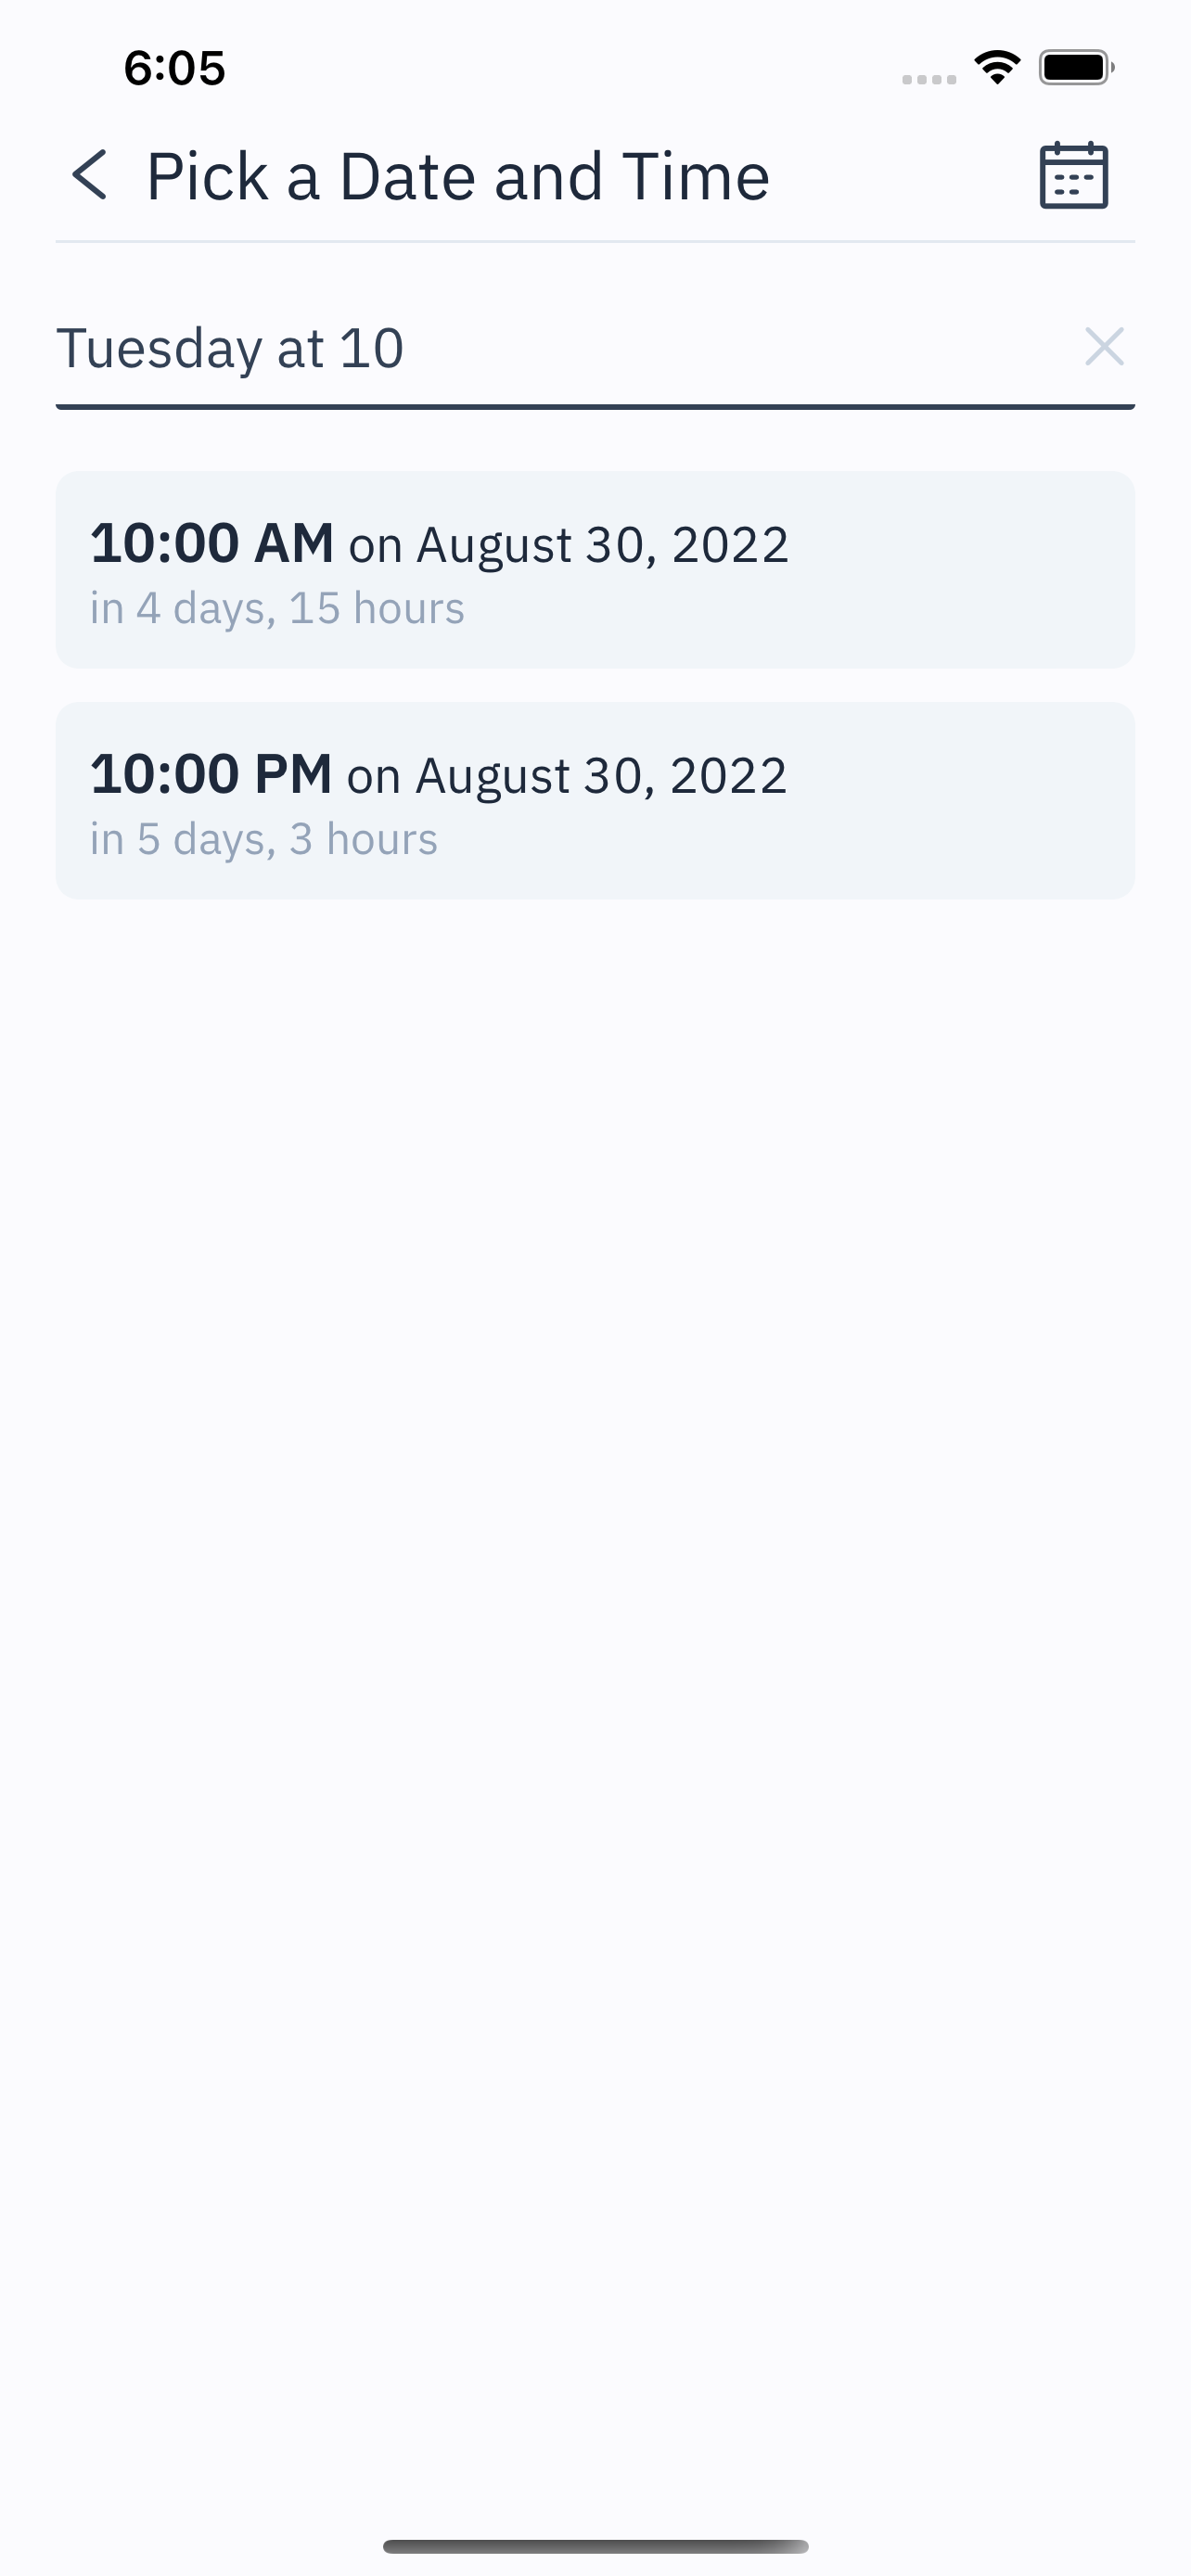 6:05
Pick a Date and Time
Tuesday at 10
10:00 AM on August 30, 2022
in 4 days, 15 hours
10:00 PM on August 30, 2022
in 5 days, 3 hours